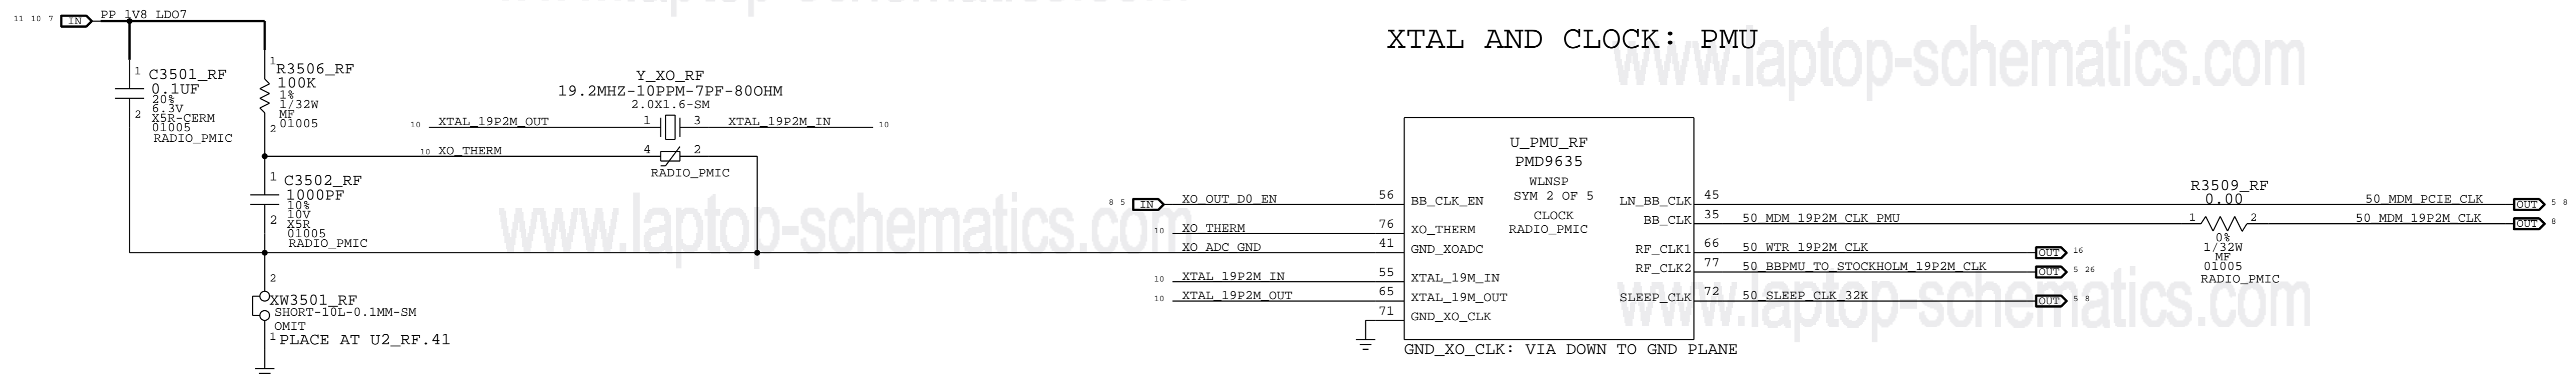 XTAL AND CLOCK: PMU
www.laptop-schematics.com
www.laptop-schematics.com
www.laptop-schematics.com
www.laptop-schematics.com
11 10 7 IN PP_1V8_LDO7
1 C3501_RF
0.1UF
20%
6.3V
2 X5R-CERM
01005
RADIO_PMIC
1 R3506_RF
100K
1%
1/32W
MF
2 01005
Y_XO_RF
19.2MHZ-10PPM-7PF-80OHM
2.0X1.6-SM
10 XTAL_19P2M_OUT 1 3 XTAL_19P2M_IN 10
10 XO_THERM 4 2
RADIO_PMIC
1 C3502_RF
1000PF
10%
10V
2 X5R
01005
RADIO_PMIC
2
XW3501_RF
SHORT-10L-0.1MM-SM
OMIT
1 PLACE AT U2_RF.41
U_PMU_RF
PMD9635
WLNSP
SYM 2 OF 5
CLOCK
RADIO_PMIC
8 5 IN XO_OUT_D0_EN 56 BB_CLK_EN
10 XO_THERM 76 XO_THERM
XO_ADC_GND 41 GND_XOADC
10 XTAL_19P2M_IN 55 XTAL_19M_IN
10 XTAL_19P2M_OUT 65 XTAL_19M_OUT
71 GND_XO_CLK
GND_XO_CLK: VIA DOWN TO GND PLANE
LN_BB_CLK 45 50_MDM_PCIE_CLK OUT 5 8
BB_CLK 35 50_MDM_19P2M_CLK_PMU 1 2 50_MDM_19P2M_CLK OUT 8
RF_CLK1 66 50_WTR_19P2M_CLK OUT 16
RF_CLK2 77 50_BBPMU_TO_STOCKHOLM_19P2M_CLK OUT 5 26
SLEEP_CLK 72 50_SLEEP_CLK_32K OUT 5 8
R3509_RF
0.00
0%
1/32W
MF
01005
RADIO_PMIC